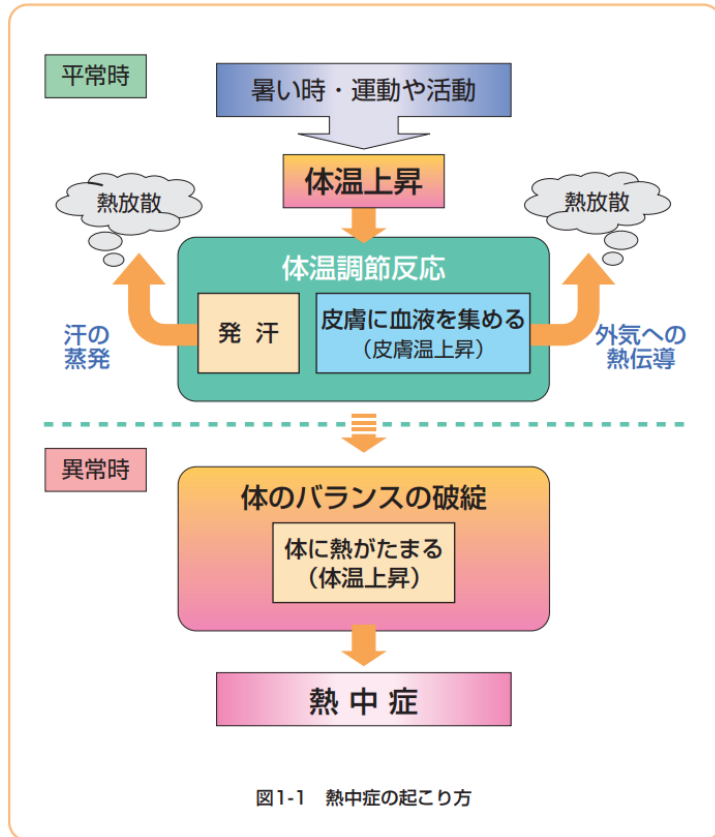 平常時
暑い時・運動や活動
体温上昇
熱放散
熱放散
体温調節反応
発 汗
皮膚に血液を集める
（皮膚温上昇）
汗の
蒸発
外気への
熱伝導
異常時
体のバランスの破綻
体に熱がたまる
（体温上昇）
熱 中 症
図1-1　熱中症の起こり方